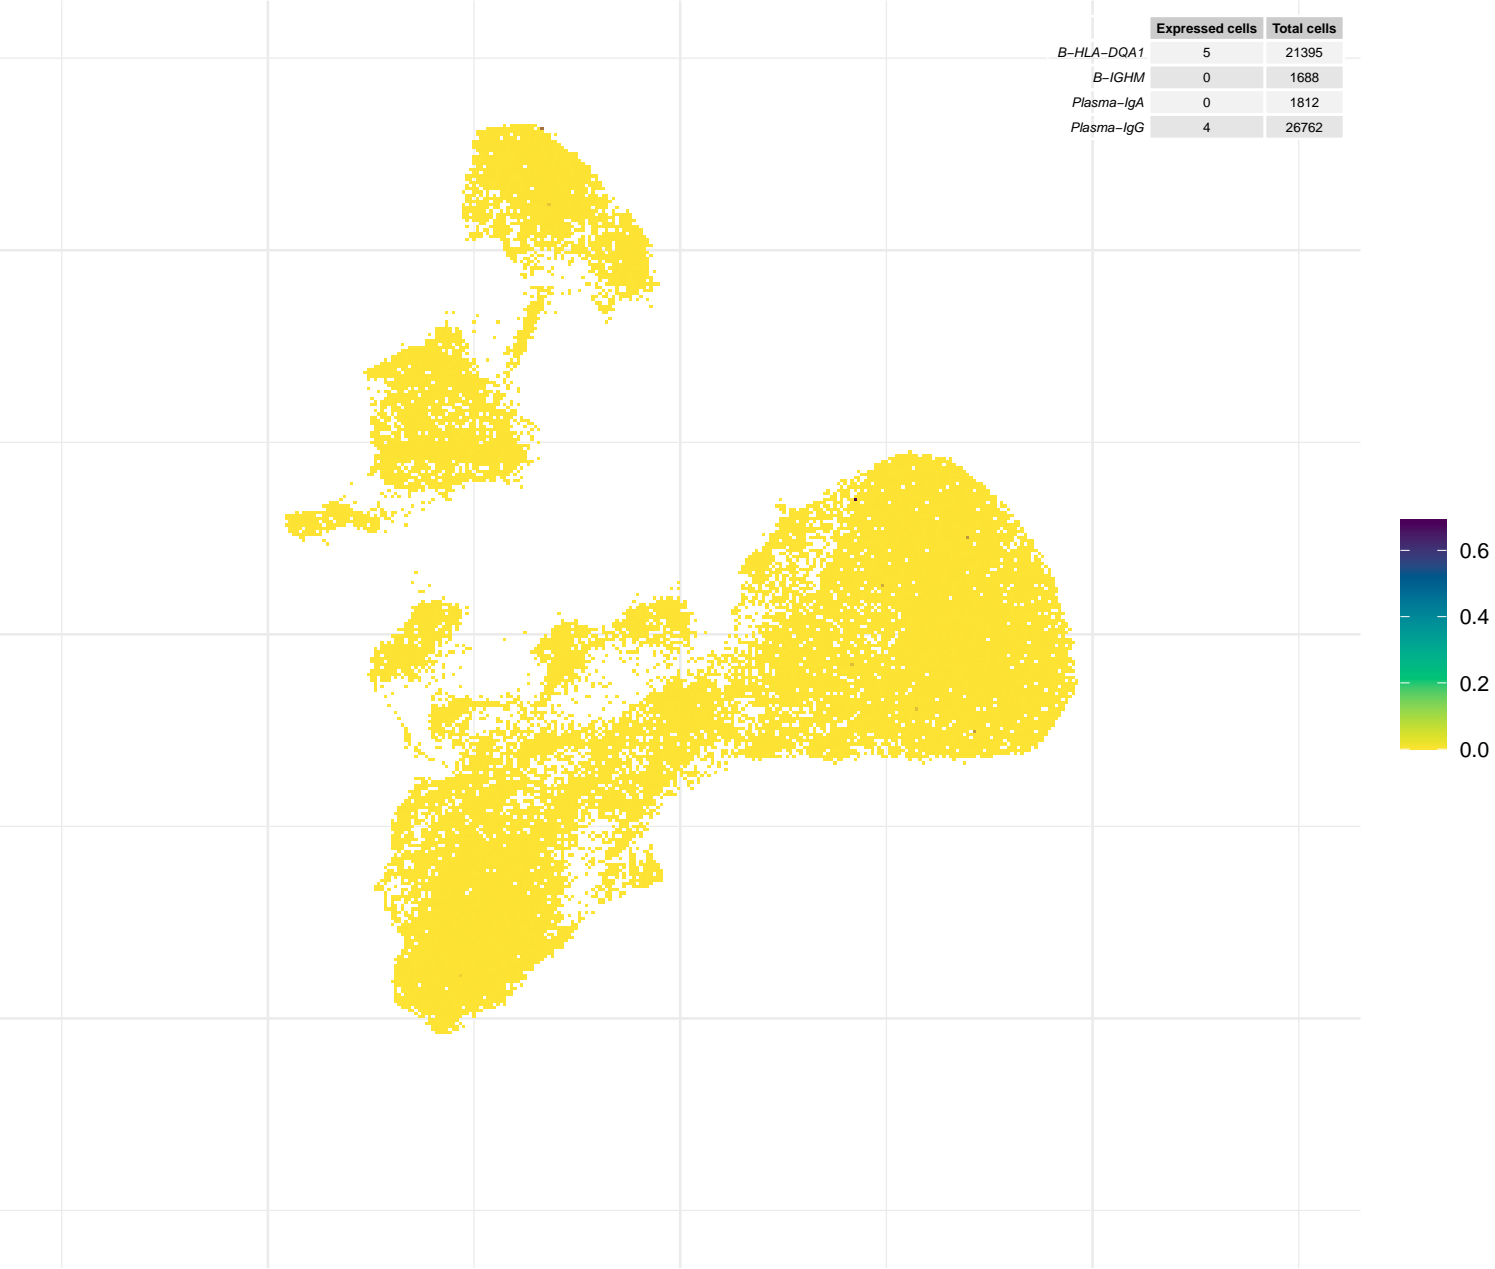 Expressed cells Total cells
B−HLA−DQA1 5 21395
B−IGHM 0 1688
Plasma−IgA 0 1812
Plasma−IgG 4 26762
0.6
0.4
0.2
0.0